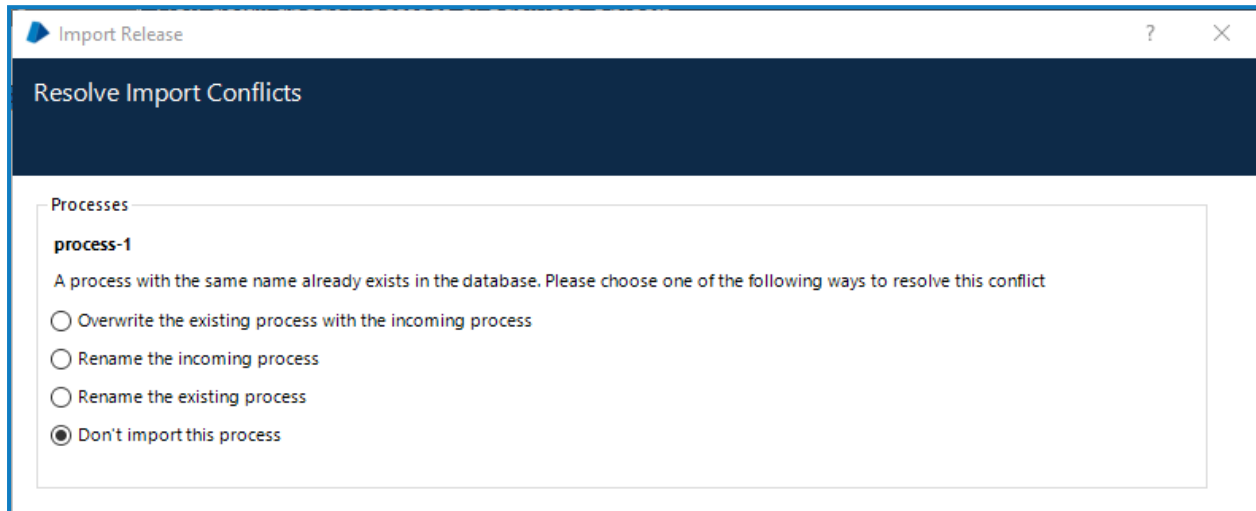 Import Release
?
Resolve Import Conflicts
Processes
process-1
A process with the same name already exists in the database. Please choose one of the following ways to resolve this conflict
Overwrite the existing process with the incoming process
Rename the incoming process
Rename the existing process
Don't import this process